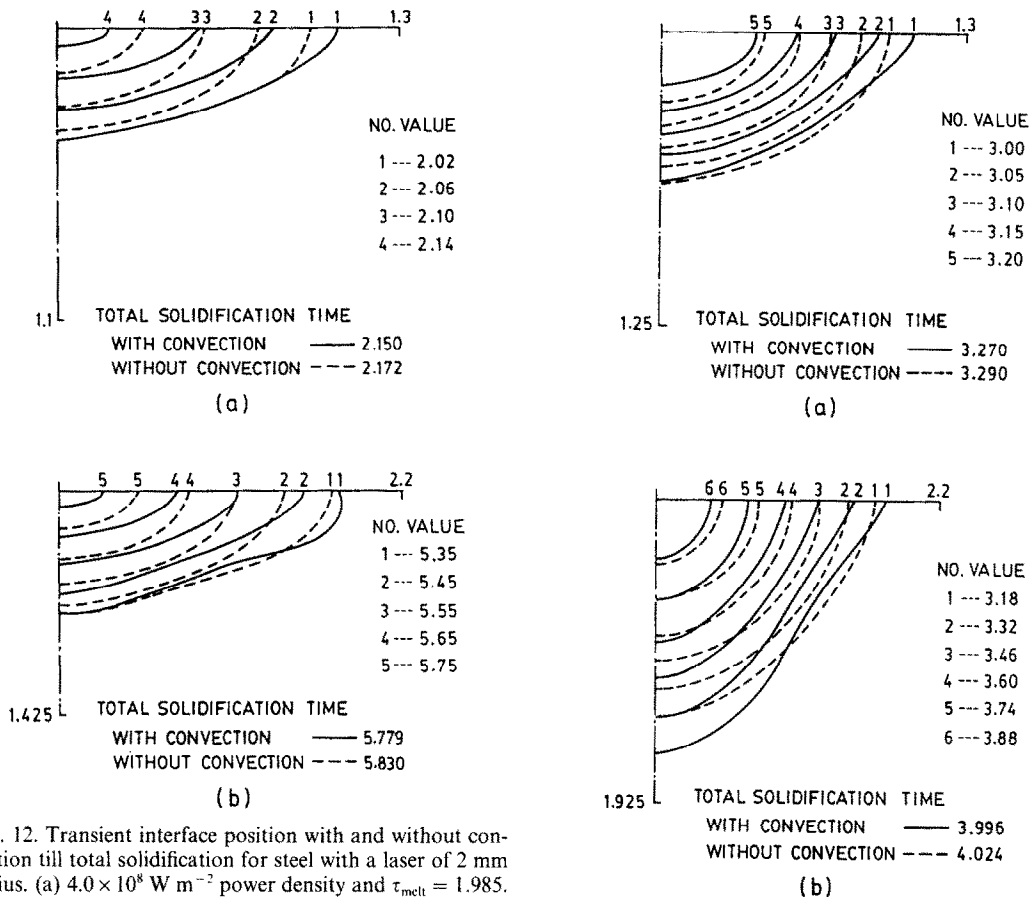 4 4 3 3 2 2 1 1 1.3
NO. VALUE
1 --- 2.02
2 --- 2.06
3 --- 2.10
4 --- 2.14
1.1
TOTAL SOLIDIFICATION TIME
WITH CONVECTION —— 2.150
WITHOUT CONVECTION --- 2.172
(a)
5 5 4 4 3 2 2 1 1 2.2
NO. VALUE
1 --- 5.35
2 --- 5.45
3 --- 5.55
4 --- 5.65
5 --- 5.75
1.425
TOTAL SOLIDIFICATION TIME
WITH CONVECTION —— 5.779
WITHOUT CONVECTION --- 5.830
(b)
. 12. Transient interface position with and without con-
tion till total solidification for steel with a laser of 2 mm
ius. (a) 4.0 × 10⁸ W m⁻² power density and τmelt = 1.985.
5 5 4 3 3 2 2 1 1 1.3
NO. VALUE
1 --- 3.00
2 --- 3.05
3 --- 3.10
4 --- 3.15
5 --- 3.20
1.25
TOTAL SOLIDIFICATION TIME
WITH CONVECTION —— 3.270
WITHOUT CONVECTION ---- 3.290
(a)
6 6 5 5 4 4 3 2 2 1 1 2.2
NO. VALUE
1 --- 3.18
2 --- 3.32
3 --- 3.46
4 --- 3.60
5 --- 3.74
6 --- 3.88
1.925
TOTAL SOLIDIFICATION TIME
WITH CONVECTION —— 3.996
WITHOUT CONVECTION --- 4.024
(b)